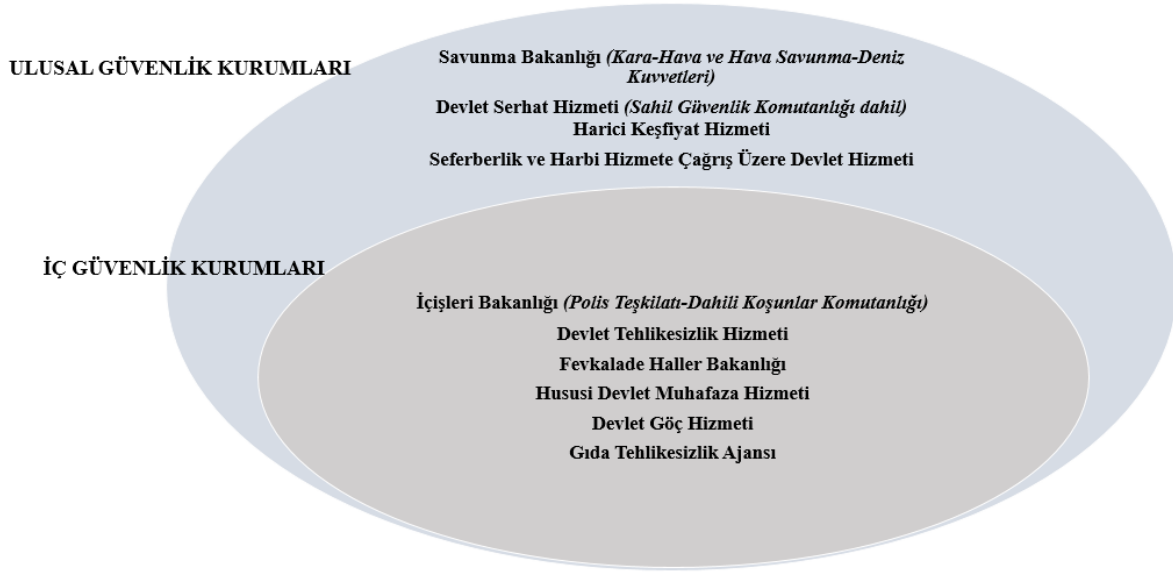 ULUSAL GÜVENLİK KURUMLARI
Savunma Bakanlığı (Kara-Hava ve Hava Savunma-Deniz
Kuvvetleri)
Devlet Serhat Hizmeti (Sahil Güvenlik Komutanlığı dahil)
Harici Keşfiyat Hizmeti
Seferberlik ve Harbi Hizmete Çağrış Üzere Devlet Hizmeti
İÇ GÜVENLİK KURUMLARI
İçişleri Bakanlığı (Polis Teşkilatı-Dahili Koşunlar Komutanlığı)
Devlet Tehlikesizlik Hizmeti
Fevkalade Haller Bakanlığı
Hususi Devlet Muhafaza Hizmeti
Devlet Göç Hizmeti
Gıda Tehlikesizlik Ajansı